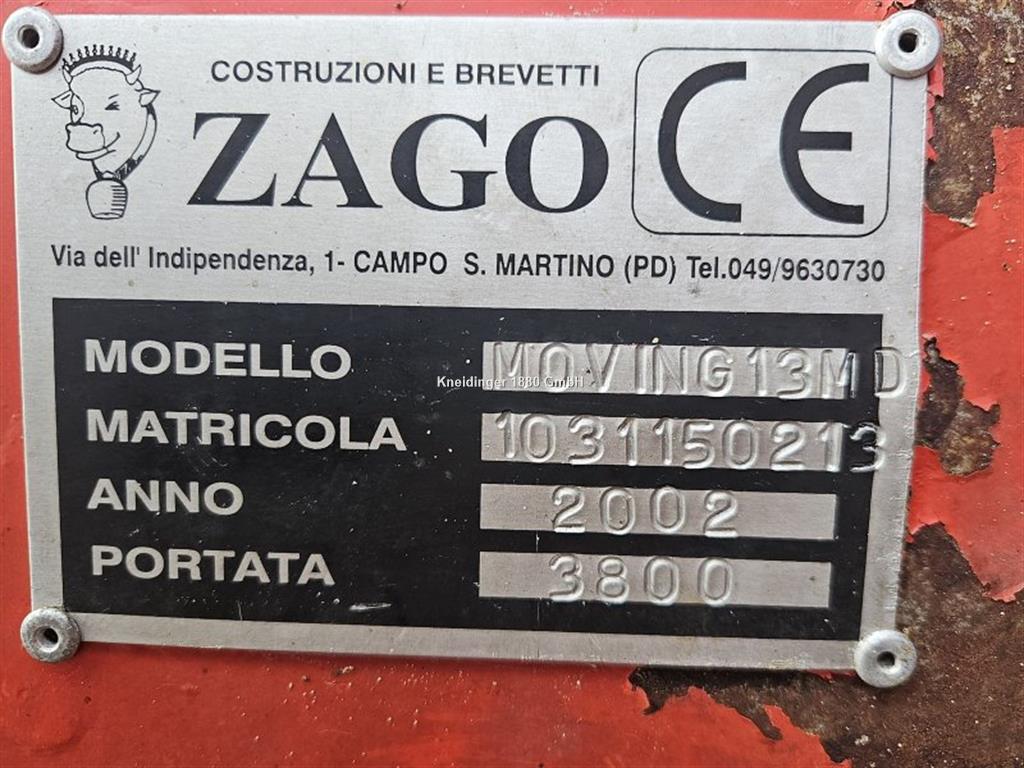 COSTRUZIONI E BREVETTI
ZAGO CE
Via dell' Indipendenza, 1- CAMPO S. MARTINO (PD) Tel.049/9630730
MODELLO MOVING13MD
Kneidinger 1880 GmbH
MATRICOLA 1031150213
ANNO 2002
PORTATA 3800